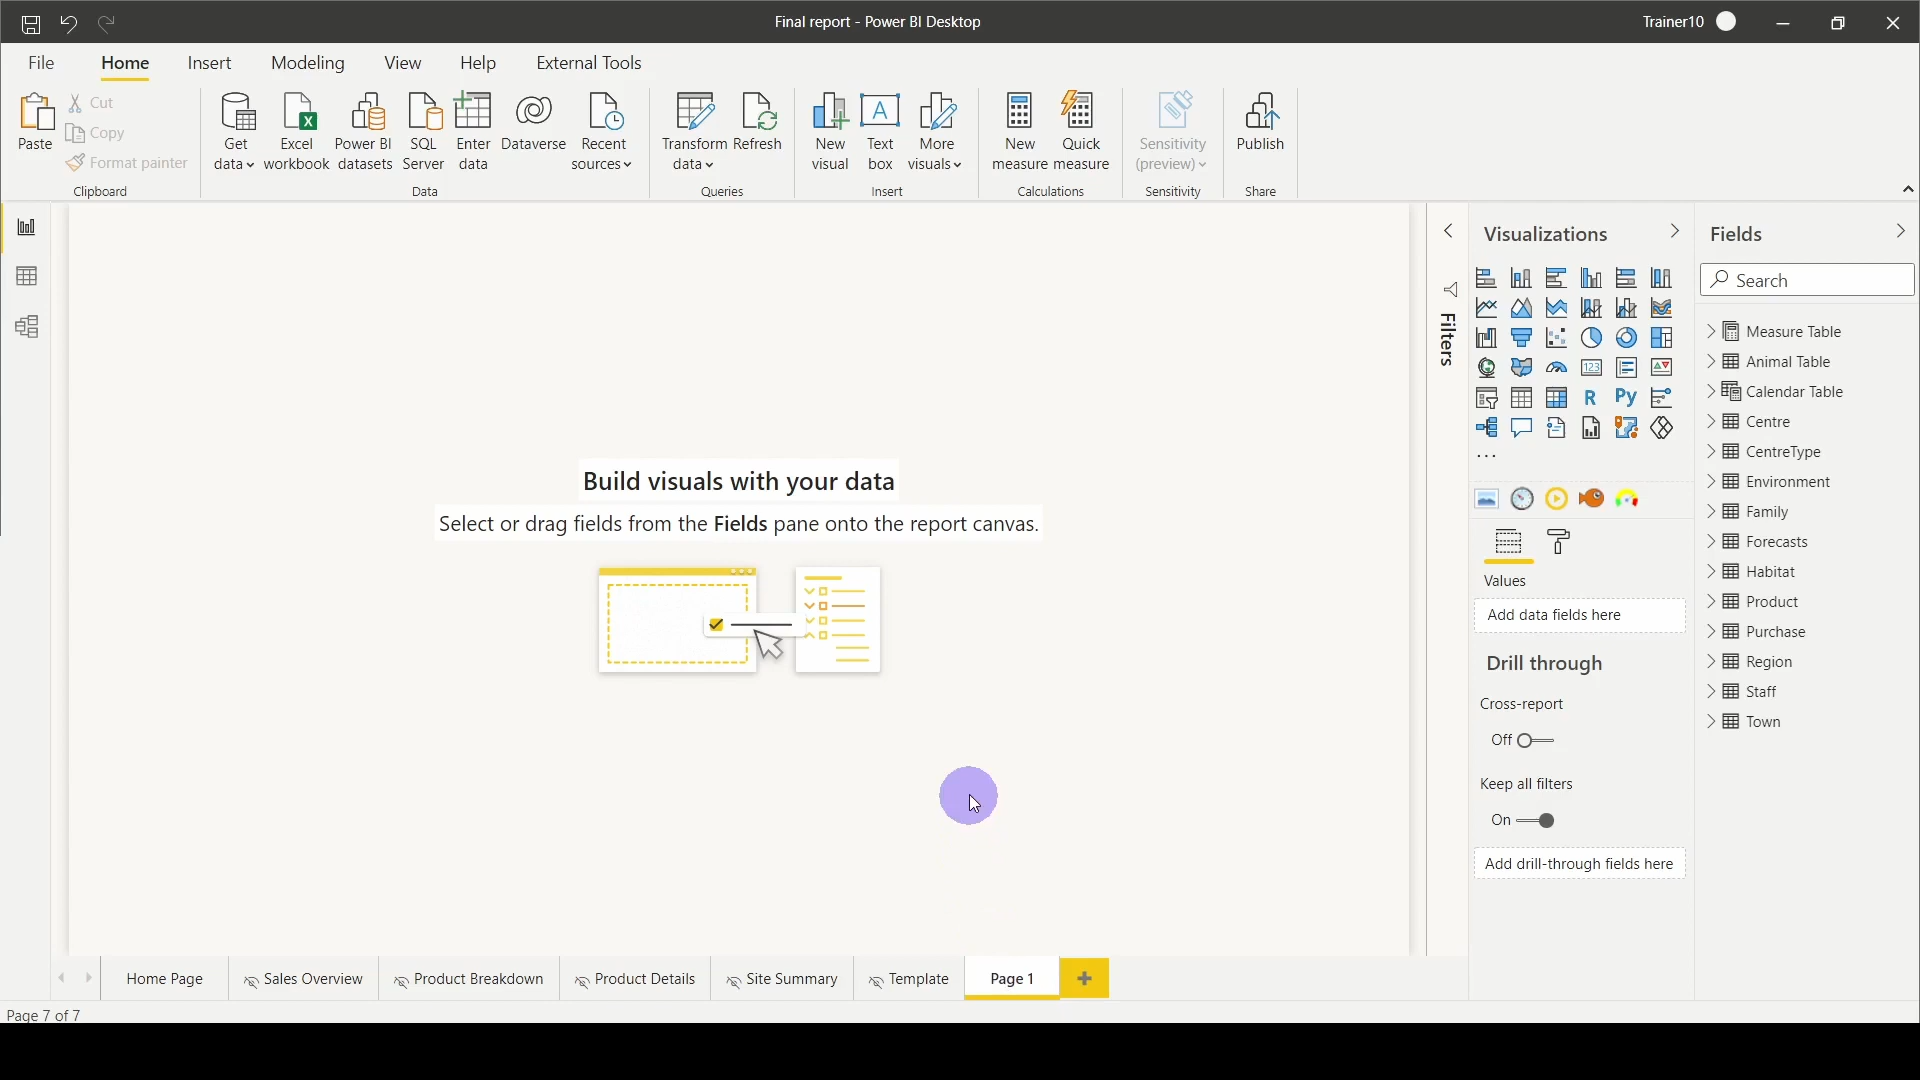 Final report - Power BI Desktop
Trainer10
File Home Insert Modeling View Help External Tools
Paste
Cut
Copy
Format painter
Clipboard
Get data
Excel workbook
Power BI datasets
SQL Server
Enter data
Dataverse
Recent sources
Data
Transform data
Refresh
Queries
New visual
Text box
More visuals
Insert
New measure
Quick measure
Calculations
Sensitivity (preview)
Sensitivity
Publish
Share
Build visuals with your data
Select or drag fields from the Fields pane onto the report canvas.
Filters
Visualizations
R
Py
123
Values
Add data fields here
Drill through
Cross-report
Off
Keep all filters
On
Add drill-through fields here
Fields
Search
Measure Table
Animal Table
Calendar Table
Centre
CentreType
Environment
Family
Forecasts
Habitat
Product
Purchase
Region
Staff
Town
Home Page
Sales Overview
Product Breakdown
Product Details
Site Summary
Template
Page 1
+
Page 7 of 7